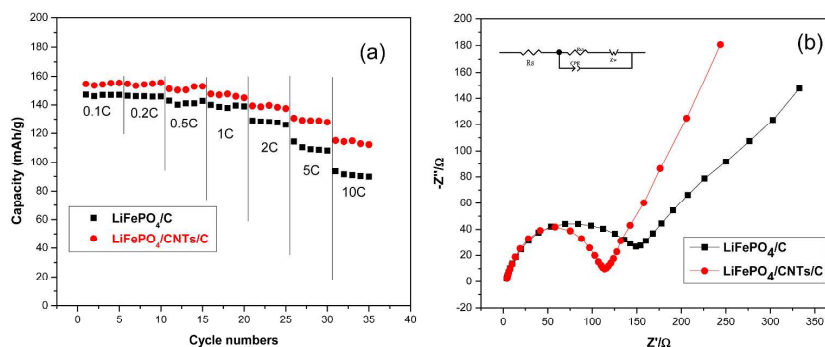 (a)
200
180
160
140
120
100
80
60
40
20
0
Capacity (mAh/g)
0.1C
0.2C
0.5C
1C
2C
5C
10C
LiFePO4/C
LiFePO4/CNTs/C
0 5 10 15 20 25 30 35 40
Cycle numbers
(b)
200
180
160
140
120
100
80
60
40
20
0
-20
-Z''/Ω
Rs
CPE
LiFePO4/C
LiFePO4/CNTs/C
0 50 100 150 200 250 300 350
Z'/Ω